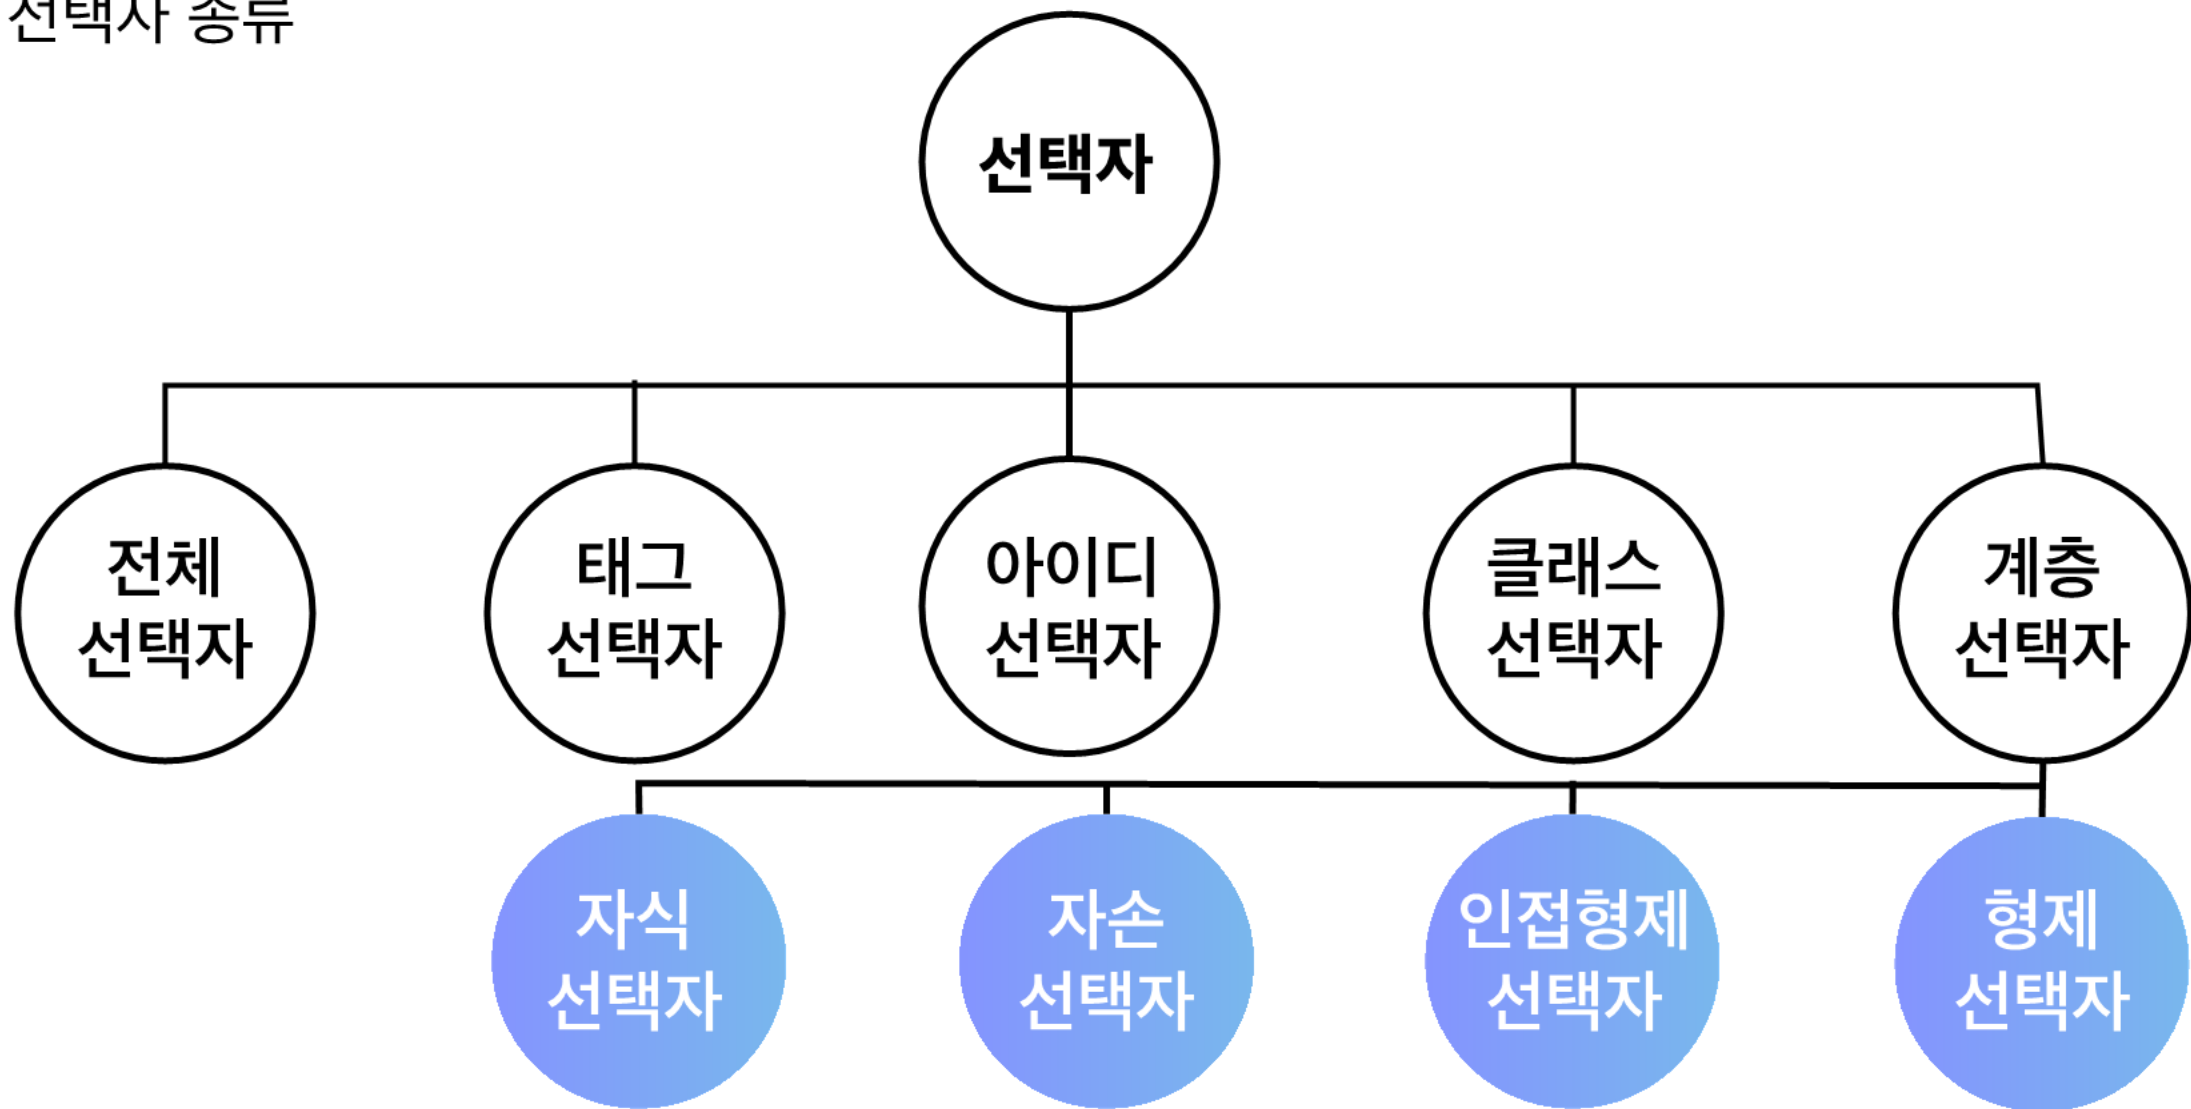 선택자 종류
선택자
전체
선택자
태그
선택자
아이디
선택자
클래스
선택자
계층
선택자
자식
선택자
자손
선택자
인접형제
선택자
형제
선택자